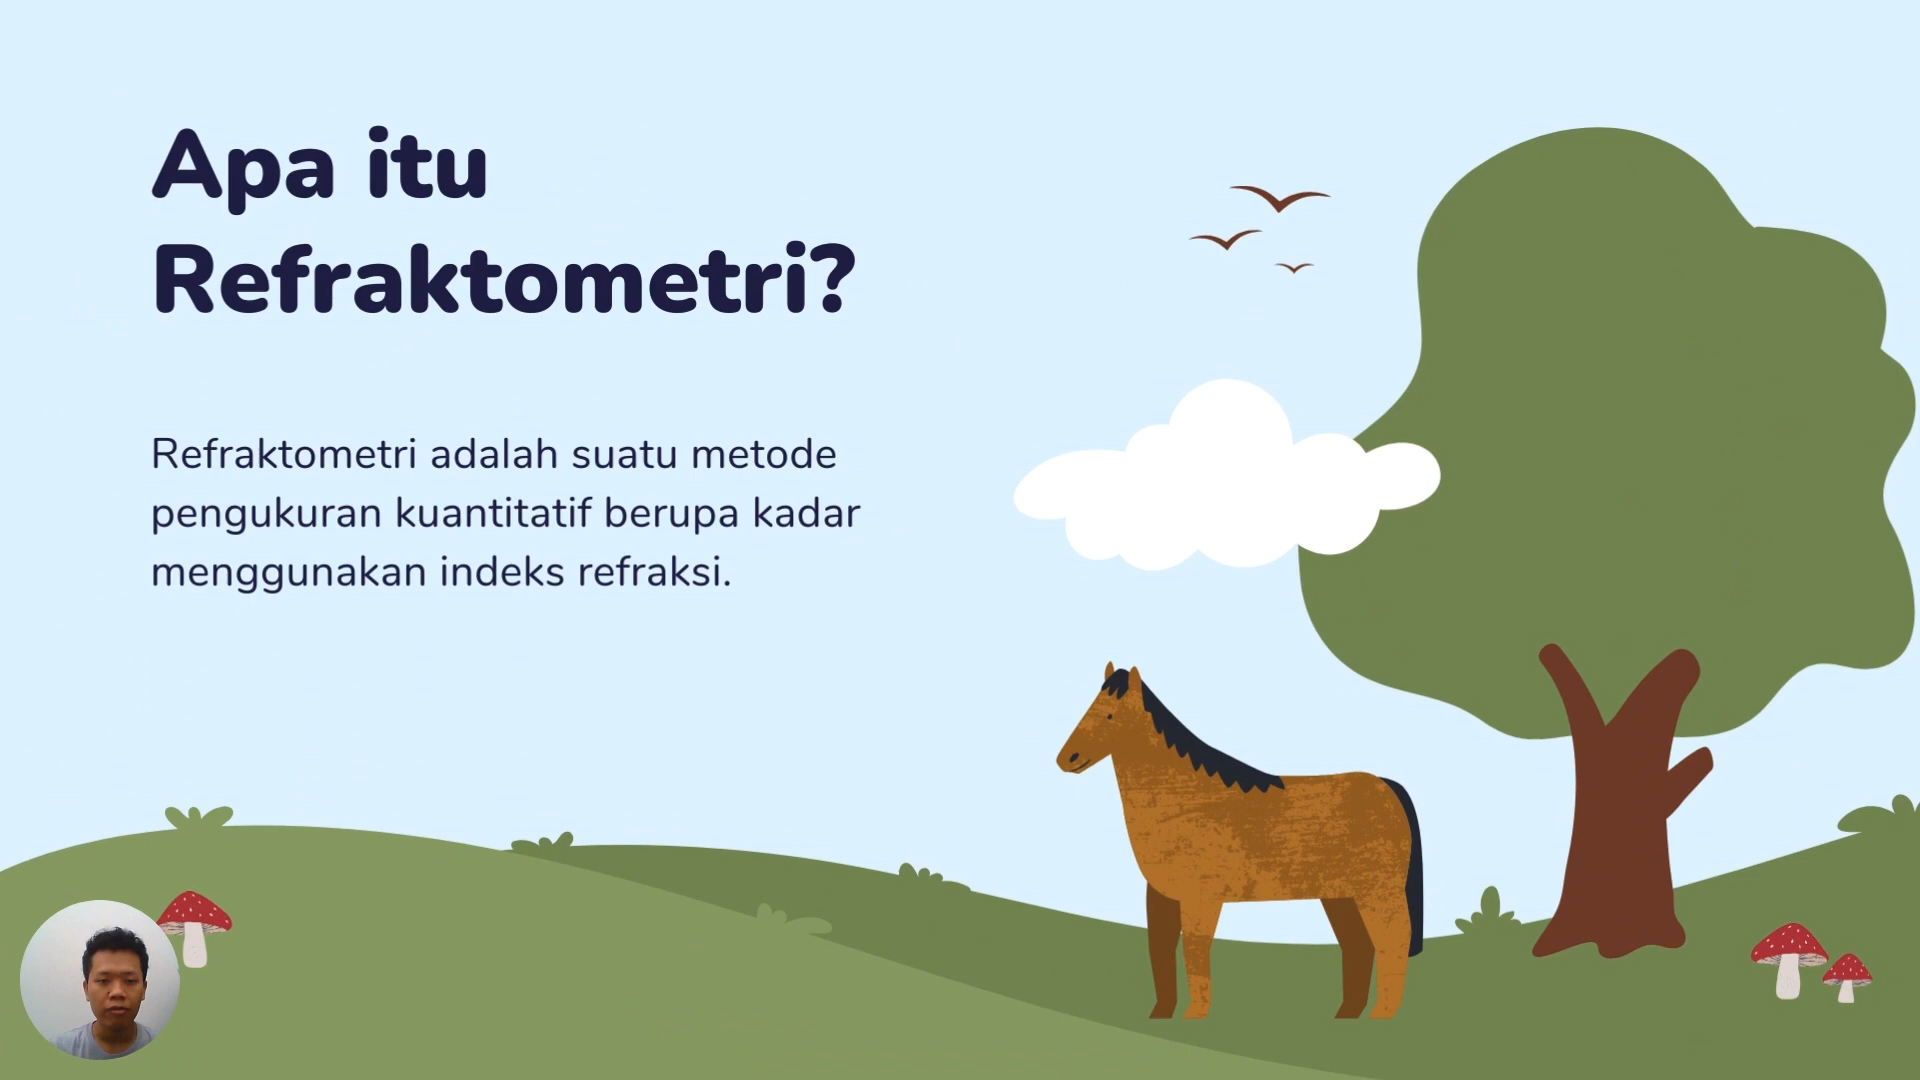 Apa itu
Refraktometri?
Refraktometri adalah suatu metode
pengukuran kuantitatif berupa kadar
menggunakan indeks refraksi.